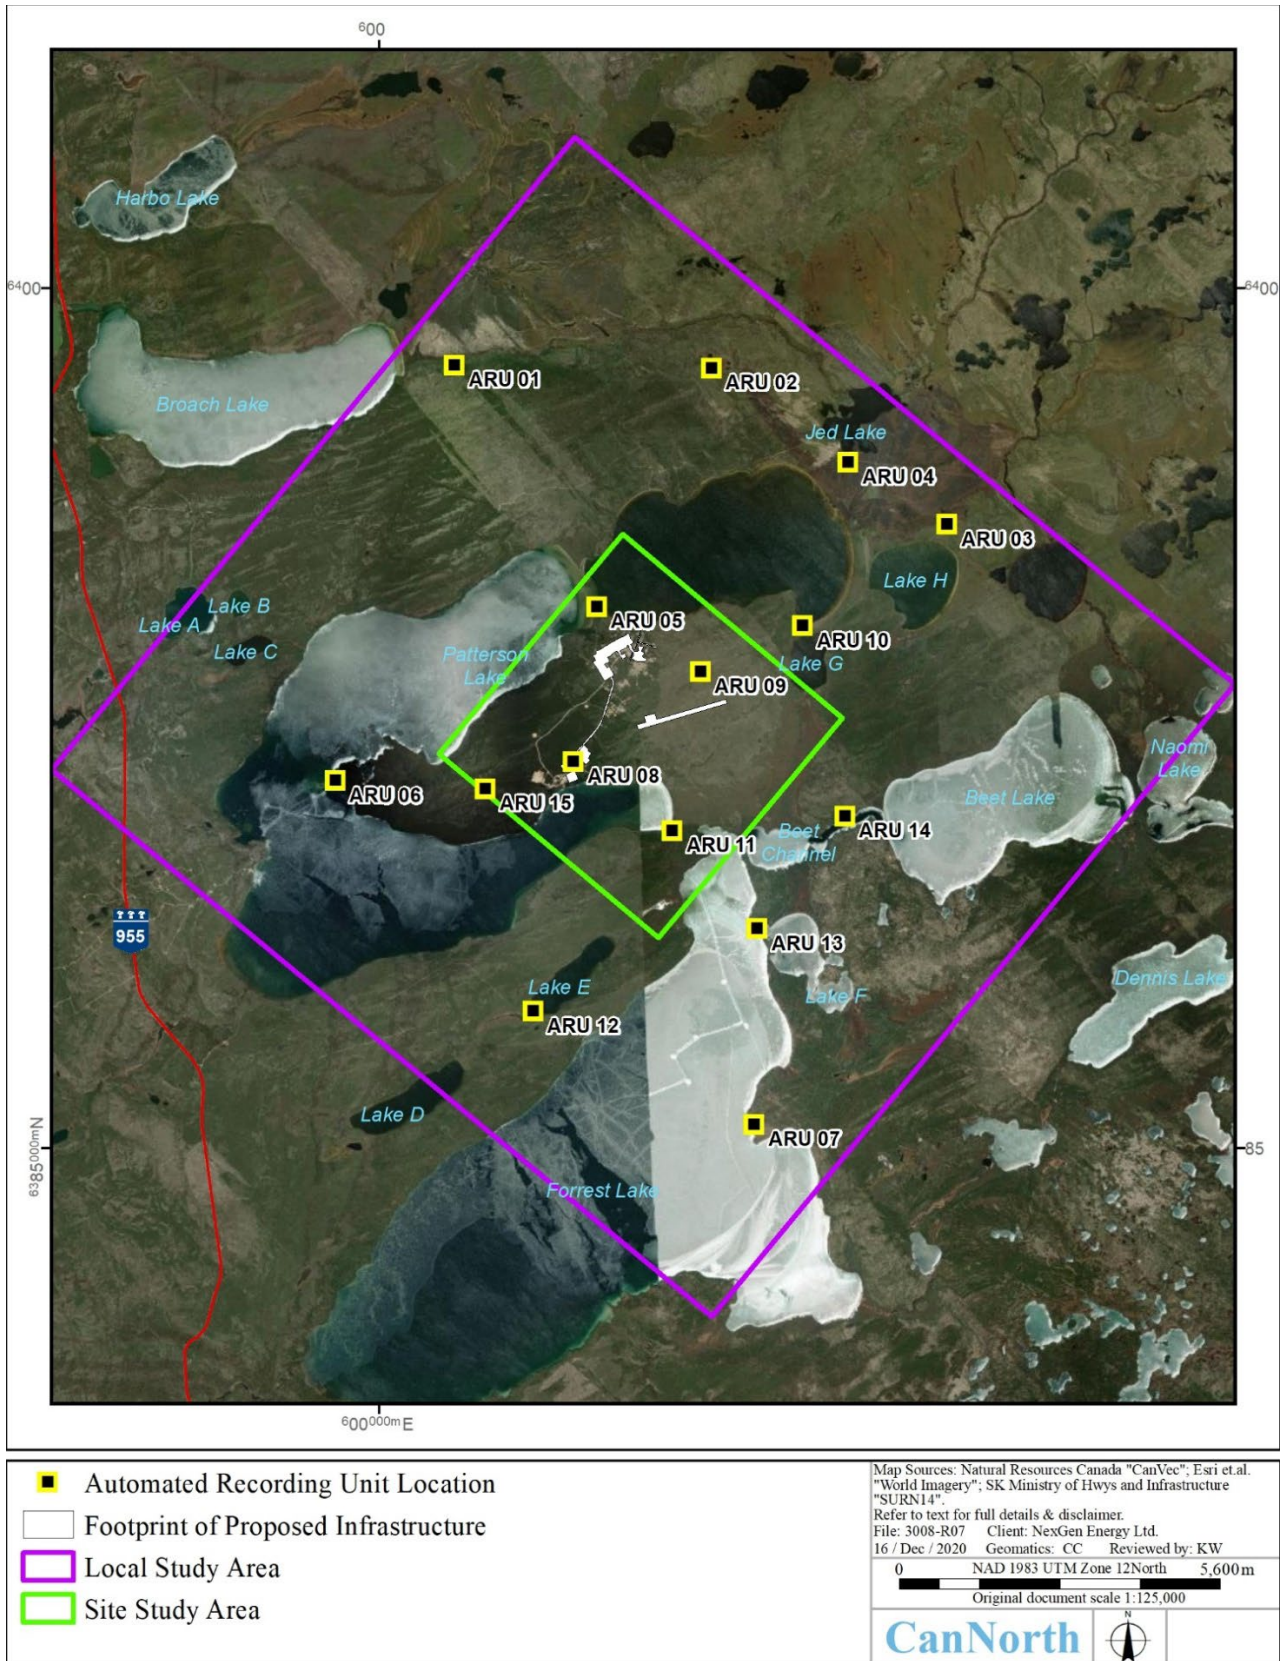 600
6400
6400
Harbo Lake
Broach Lake
ARU 01
ARU 02
Jed Lake
ARU 04
ARU 03
Lake H
Lake B
Lake A
Lake C
ARU 05
ARU 10
Patterson
Lake
Lake G
ARU 09
Naomi
Lake
ARU 08
ARU 06
ARU 15
Beet Lake
ARU 14
ARU 11
Beet
Channel
955
ARU 13
Dennis Lake
Lake E
Lake F
ARU 12
Lake D
ARU 07
6385000mN
85
Forrest Lake
600000mE
Automated Recording Unit Location
Footprint of Proposed Infrastructure
Local Study Area
Site Study Area
Map Sources: Natural Resources Canada "CanVec"; Esri et.al.
"World Imagery"; SK Ministry of Hwys and Infrastructure
"SURN14".
Refer to text for full details & disclaimer.
File: 3008-R07 Client: NexGen Energy Ltd.
16 / Dec / 2020 Geomatics: CC Reviewed by: KW
0 NAD 1983 UTM Zone 12North 5,600m
Original document scale 1:125,000
CanNorth
N